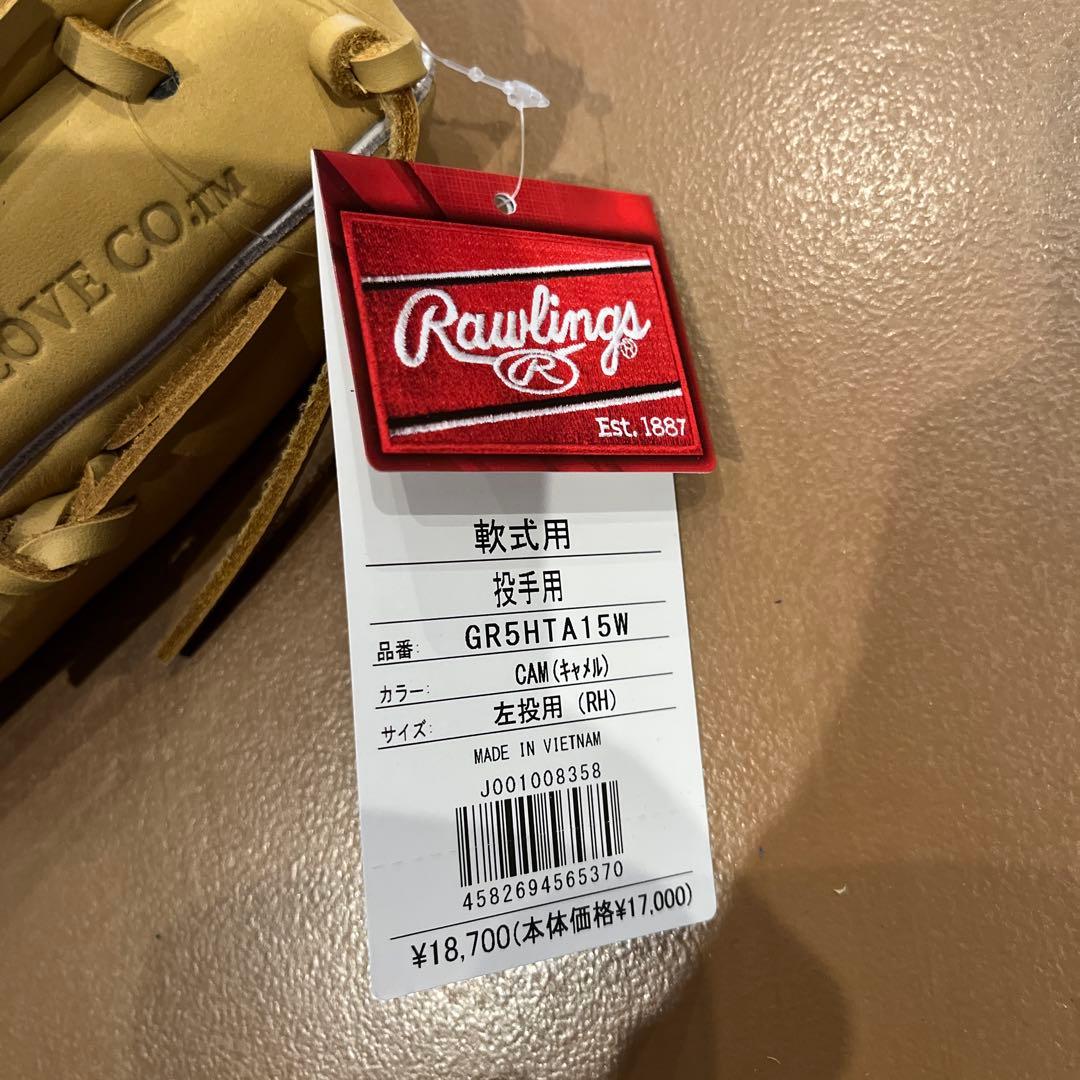 OVE CO.™
Rawlings®
R
Est. 1887
軟式用
投手用
品番: GR5HTA15W
カラー: CAM(キャメル)
サイズ: 左投用 (RH)
MADE IN VIETNAM
J001008358
4582694565370
¥18,700(本体価格¥17,000)